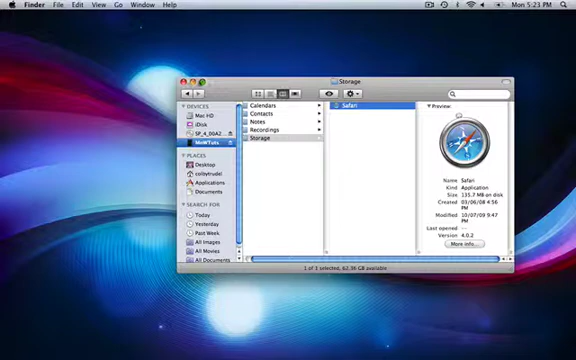 Finder File Edit View Go Window Help Mon 5:23 PM
Storage
DEVICES
Mac HD
iDisk
SP_4_00A2...
MeWTuts
PLACES
Desktop
colbytrudel
Applications
Documents
SEARCH FOR
Today
Yesterday
Past Week
All Images
All Movies
All Documents
Calendars
Contacts
Notes
Recordings
Storage
Safari
Preview:
Name Safari
Kind Application
Size 135.7 MB on disk
Created 03/06/08 4:56
PM
Modified 10/07/09 9:47
PM
Last opened --
Version 4.0.2
More info...
1 of 1 selected, 62.36 GB available